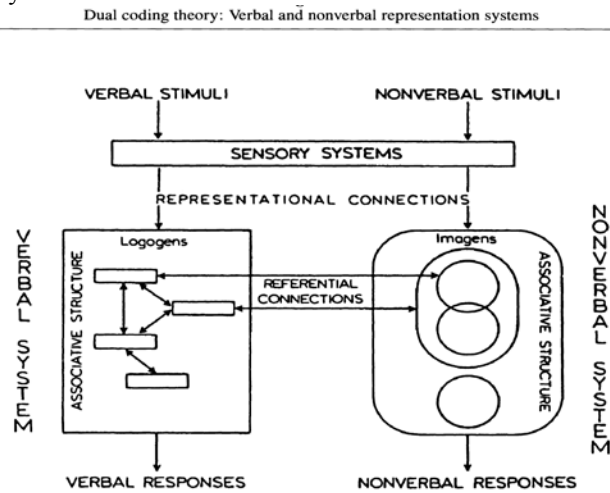 Dual coding theory: Verbal and nonverbal representation systems
VERBAL STIMULI
NONVERBAL STIMULI
SENSORY SYSTEMS
REPRESENTATIONAL CONNECTIONS
VERBAL SYSTEM
ASSOCIATIVE STRUCTURE
Logogens
REFERENTIAL
CONNECTIONS
Imagens
ASSOCIATIVE STRUCTURE
NONVERBAL SYSTEM
VERBAL RESPONSES
NONVERBAL RESPONSES